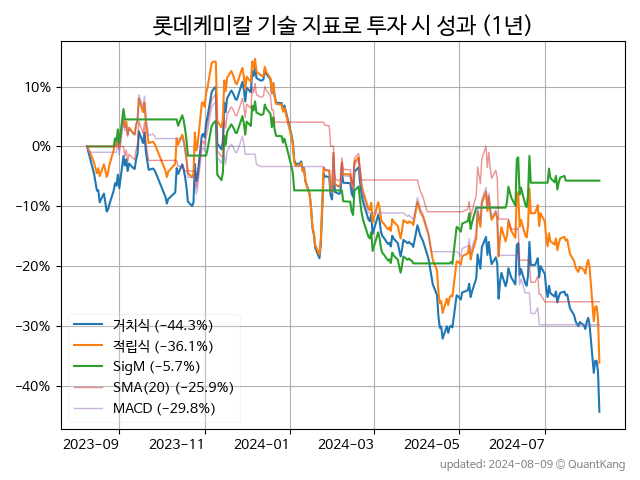 롯데케미칼 기술 지표로 투자 시 성과 (1년)
10%
0%
−10%
−20%
−30%
−40%
거치식 (−44.3%)
적립식 (−36.1%)
SigM (−5.7%)
SMA(20) (−25.9%)
MACD (−29.8%)
2023-09 2023-11 2024-01 2024-03 2024-05 2024-07
updated: 2024-08-09 © QuantKang